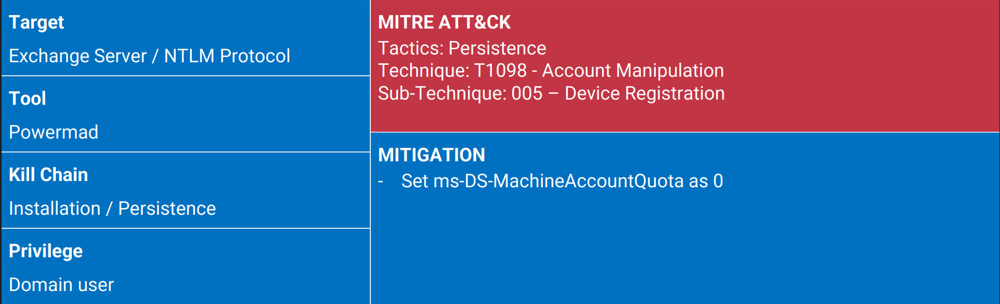 Target
Exchange Server / NTLM Protocol
Tool
Powermad
Kill Chain
Installation / Persistence
Privilege
Domain user
MITRE ATT&CK
Tactics: Persistence
Technique: T1098 - Account Manipulation
Sub-Technique: 005 – Device Registration
MITIGATION
- Set ms-DS-MachineAccountQuota as 0